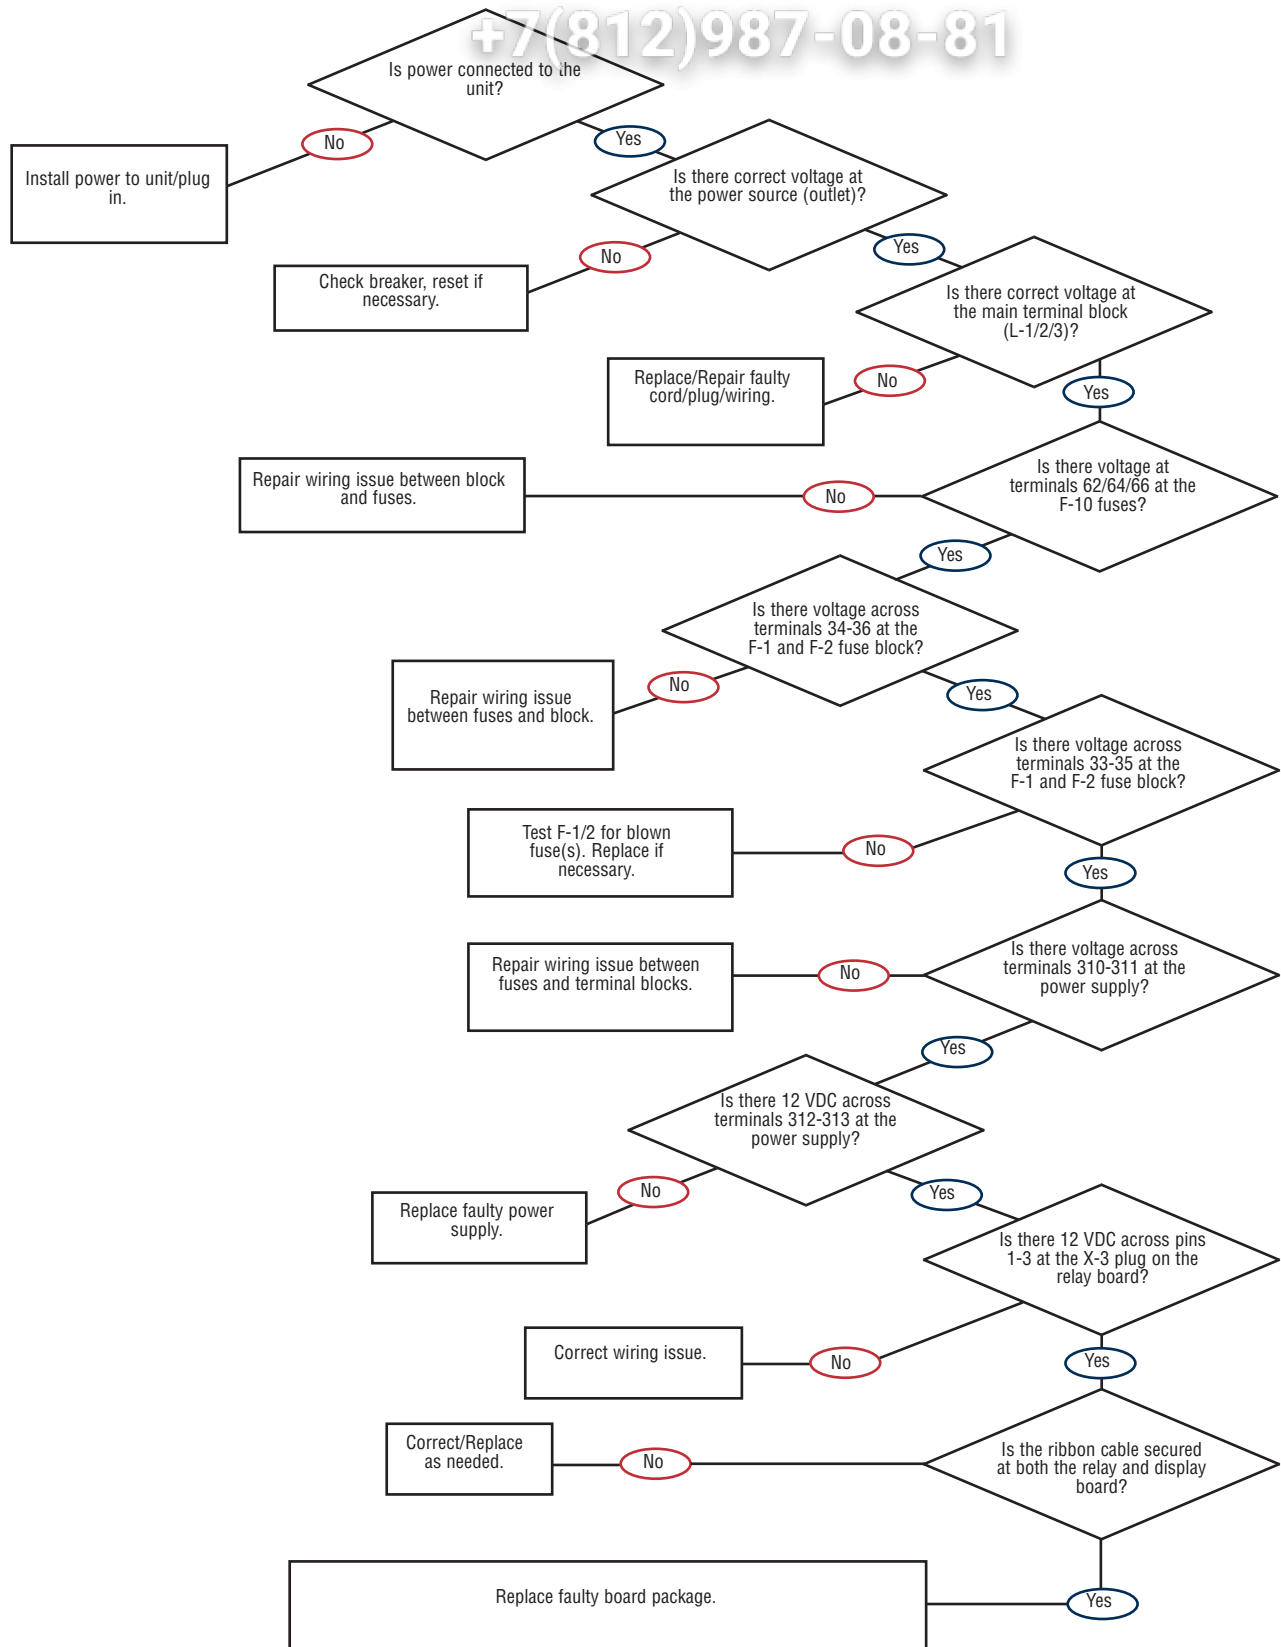 +7(812)987-08-81
Is power connected to the
unit?
No
Yes
Install power to unit/plug
in.
Is there correct voltage at
the power source (outlet)?
No
Yes
Check breaker, reset if
necessary.
Is there correct voltage at
the main terminal block
(L-1/2/3)?
No
Yes
Replace/Repair faulty
cord/plug/wiring.
Is there voltage at
terminals 62/64/66 at the
F-10 fuses?
No
Yes
Repair wiring issue between block
and fuses.
Is there voltage across
terminals 34-36 at the
F-1 and F-2 fuse block?
No
Yes
Repair wiring issue
between fuses and block.
Is there voltage across
terminals 33-35 at the
F-1 and F-2 fuse block?
No
Yes
Test F-1/2 for blown
fuse(s). Replace if
necessary.
Is there voltage across
terminals 310-311 at the
power supply?
No
Yes
Repair wiring issue between
fuses and terminal blocks.
Is there 12 VDC across
terminals 312-313 at the
power supply?
No
Yes
Replace faulty power
supply.
Is there 12 VDC across pins
1-3 at the X-3 plug on the
relay board?
No
Yes
Correct wiring issue.
Is the ribbon cable secured
at both the relay and display
board?
No
Yes
Correct/Replace
as needed.
Replace faulty board package.